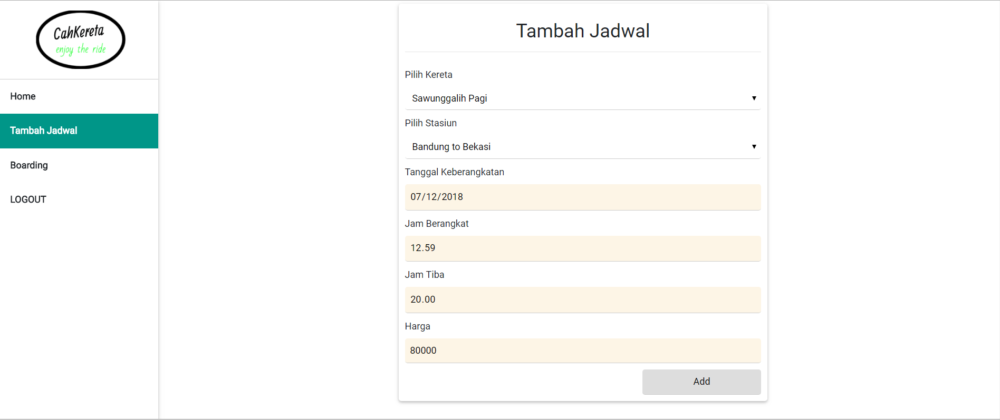 CahKereta
enjoy the ride
Home
Tambah Jadwal
Boarding
LOGOUT
Tambah Jadwal
Pilih Kereta
Sawunggalih Pagi
Pilih Stasiun
Bandung to Bekasi
Tanggal Keberangkatan
07/12/2018
Jam Berangkat
12.59
Jam Tiba
20.00
Harga
80000
Add